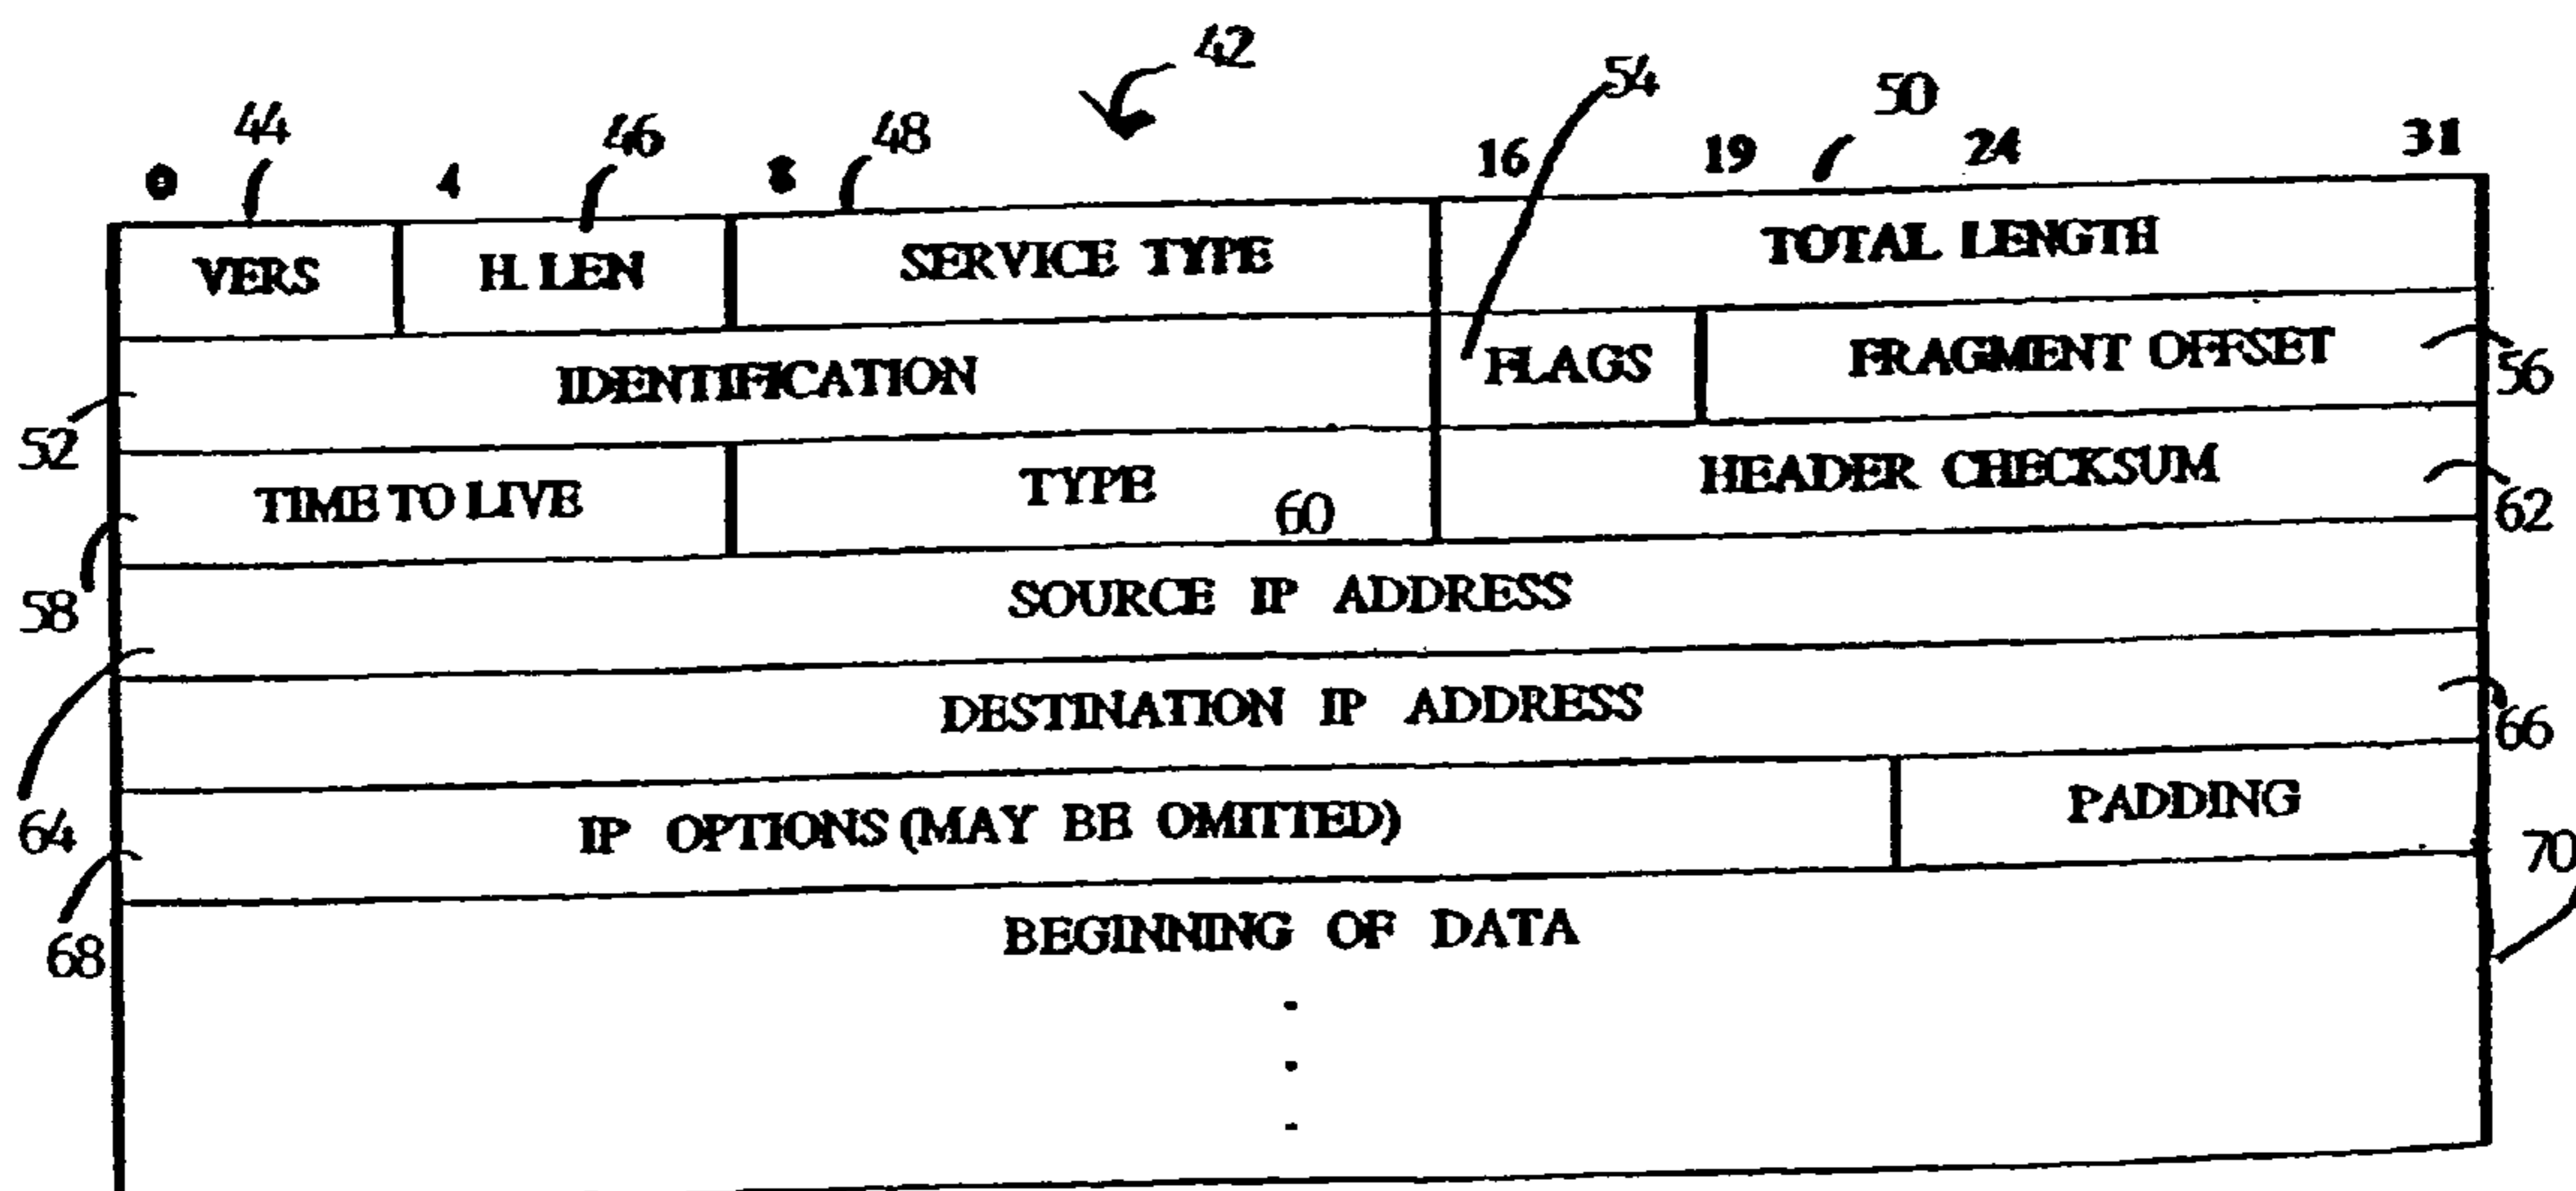 42
54
44 46 48 50
0 4 8 16 19 24 31
VERS H. LEN SERVICE TYPE TOTAL LENGTH
IDENTIFICATION FLAGS FRAGMENT OFFSET 56
52
TIME TO LIVE TYPE 60 HEADER CHECKSUM 62
58
SOURCE IP ADDRESS
DESTINATION IP ADDRESS 66
64
IP OPTIONS (MAY BE OMITTED) PADDING
70
68
BEGINNING OF DATA
.
.
.